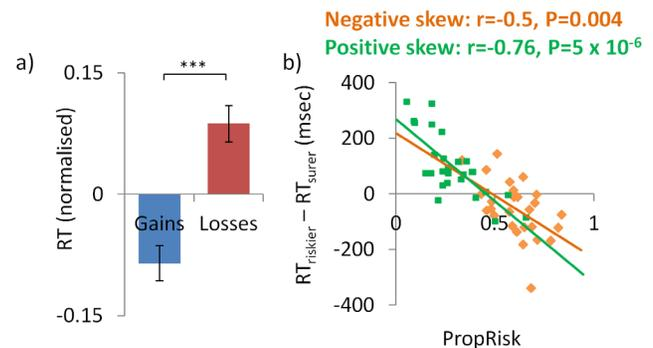 Negative skew: r=-0.5, P=0.004
Positive skew: r=-0.76, P=5 x 10-6
a)
***
b)
0.15
0
-0.15
RT (normalised)
Gains
Losses
RTriskier – RTsurer (msec)
400
200
0
-200
-400
0
0.5
1
PropRisk